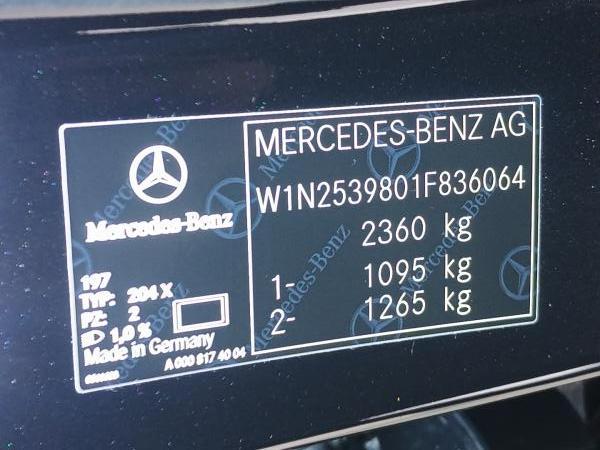 Mercedes-Benz
197
TYP: 204 X
PZ: 2
1,0 %
Made in Germany
A 000 817 40 04
MERCEDES-BENZ AG
W1N2539801F836064
2360 kg
1- 1095 kg
2- 1265 kg